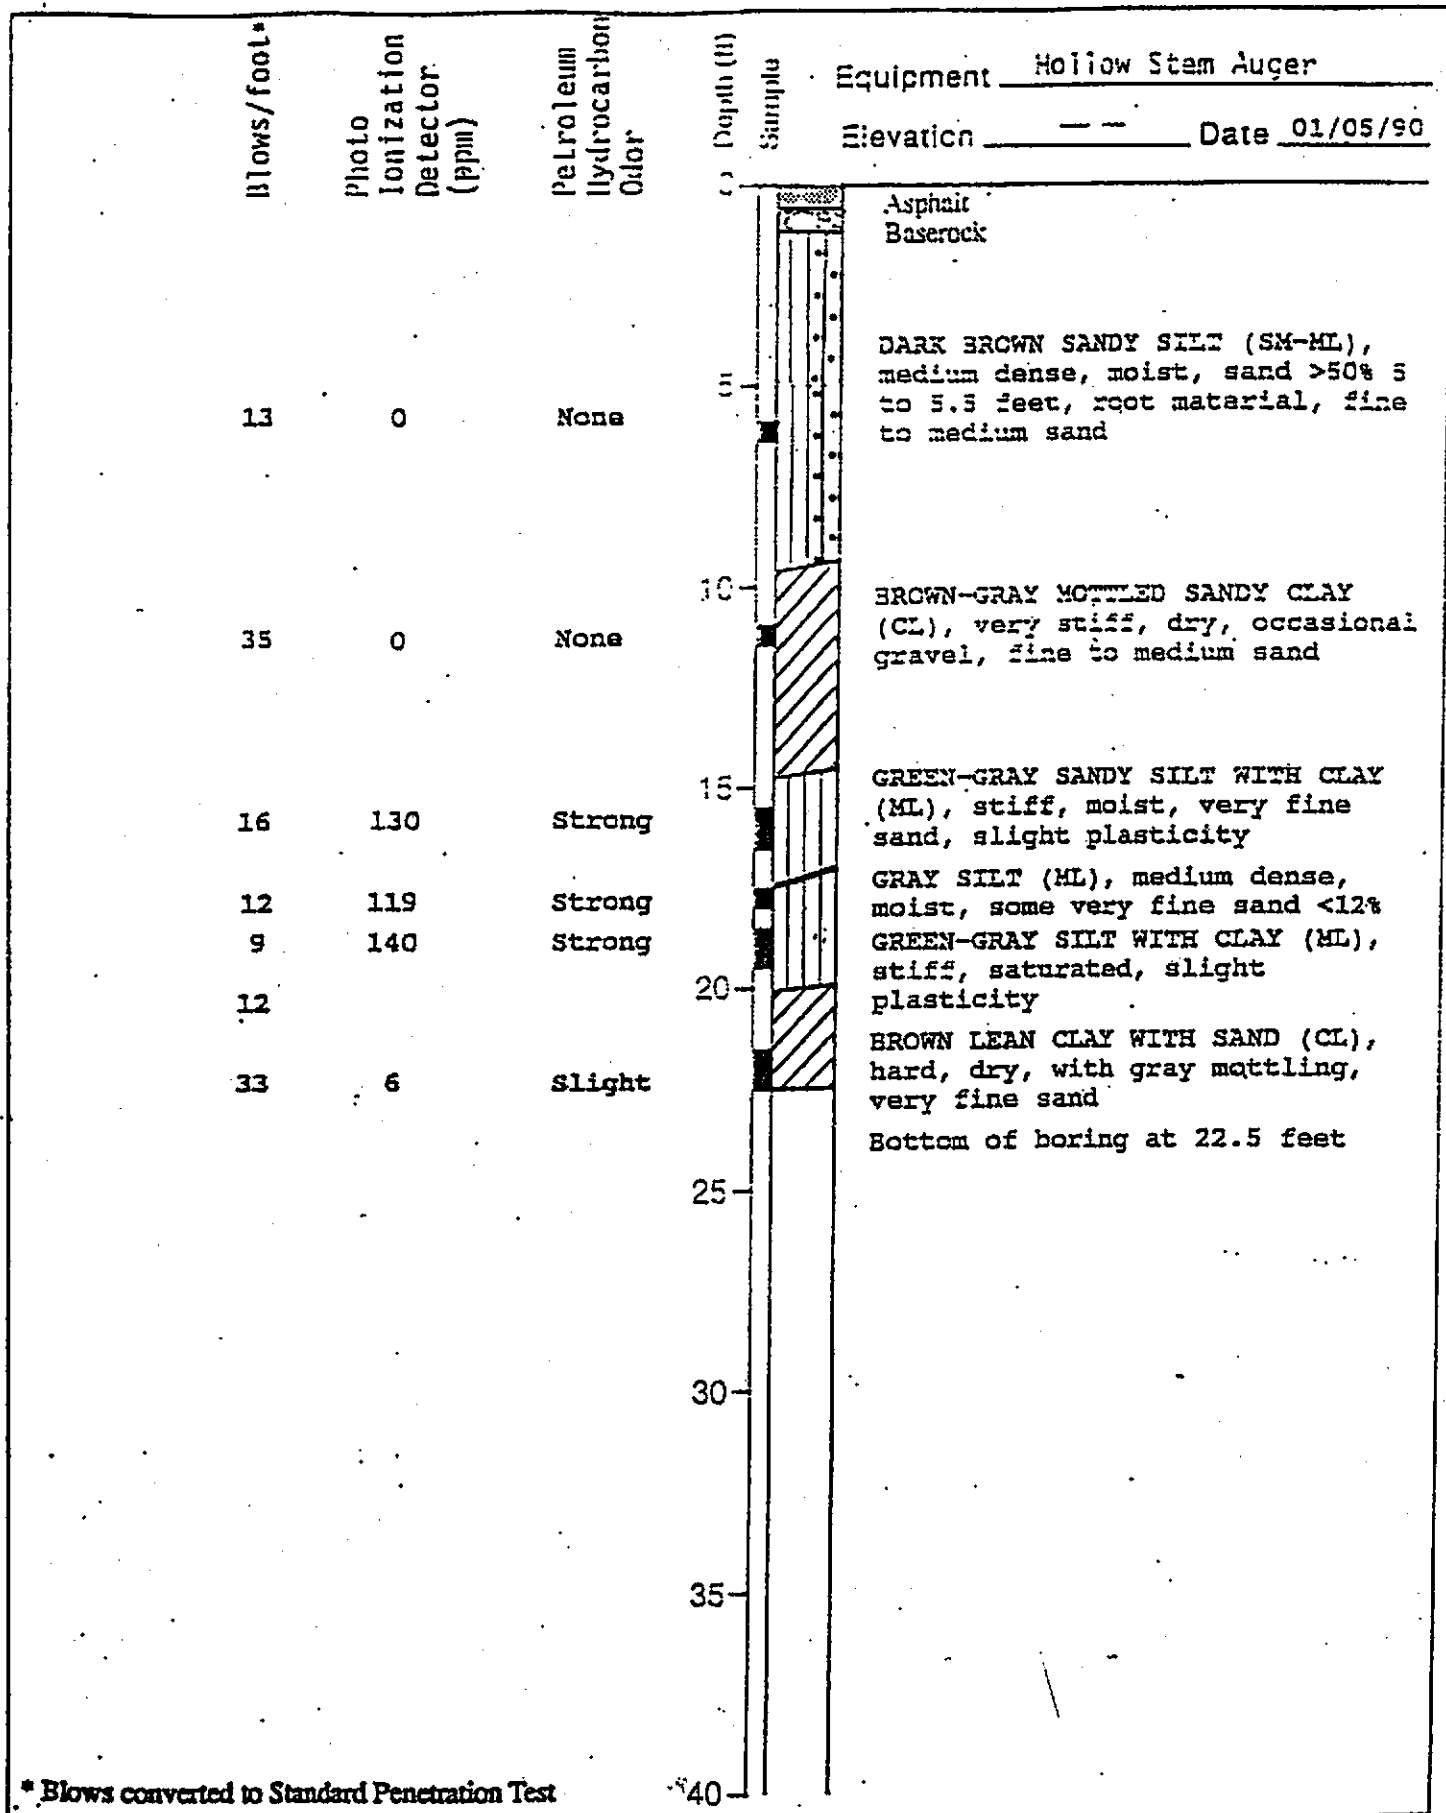 Blows/foot*
Photo
Ionization
Detector
(ppm)
Petroleum
Hydrocarbon
Odor
Depth (ft)
Sample
Equipment Hollow Stem Auger
Elevation -- Date 01/05/90
0
Asphalt
Baserock
DARK BROWN SANDY SILT (SM-ML),
medium dense, moist, sand >50% 5
to 5.5 feet, root material, fine
to medium sand
5
13 0 None
10
BROWN-GRAY MOTTLED SANDY CLAY
(CL), very stiff, dry, occasional
gravel, fine to medium sand
35 0 None
15
GREEN-GRAY SANDY SILT WITH CLAY
(ML), stiff, moist, very fine
sand, slight plasticity
16 130 Strong
GRAY SILT (ML), medium dense,
moist, some very fine sand <12%
12 119 Strong
9 140 Strong
GREEN-GRAY SILT WITH CLAY (ML),
stiff, saturated, slight
plasticity
20
12
BROWN LEAN CLAY WITH SAND (CL),
hard, dry, with gray mottling,
very fine sand
33 6 Slight
Bottom of boring at 22.5 feet
25
30
35
40
* Blows converted to Standard Penetration Test